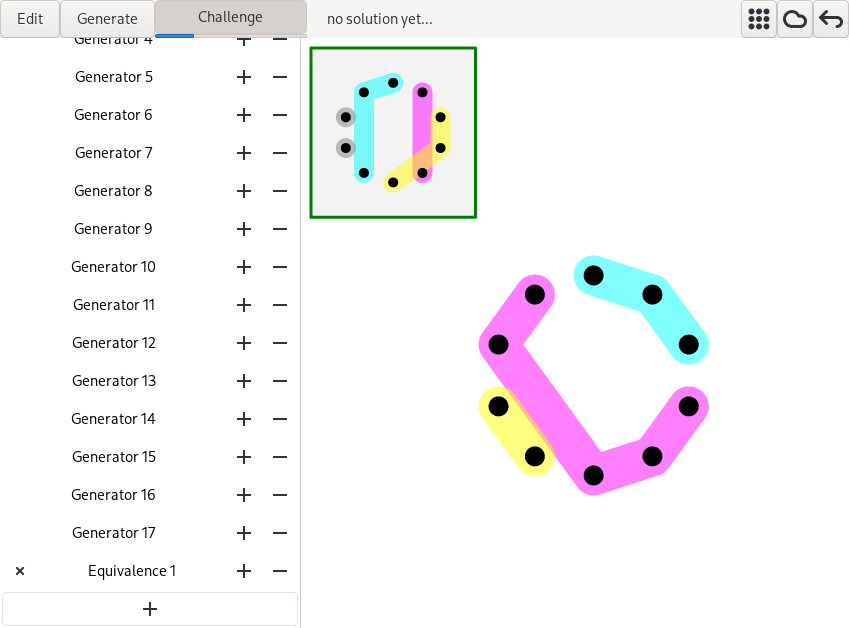 Edit
Generate
Challenge
no solution yet...
Generator 4
Generator 5
Generator 6
Generator 7
Generator 8
Generator 9
Generator 10
Generator 11
Generator 12
Generator 13
Generator 14
Generator 15
Generator 16
Generator 17
Equivalence 1